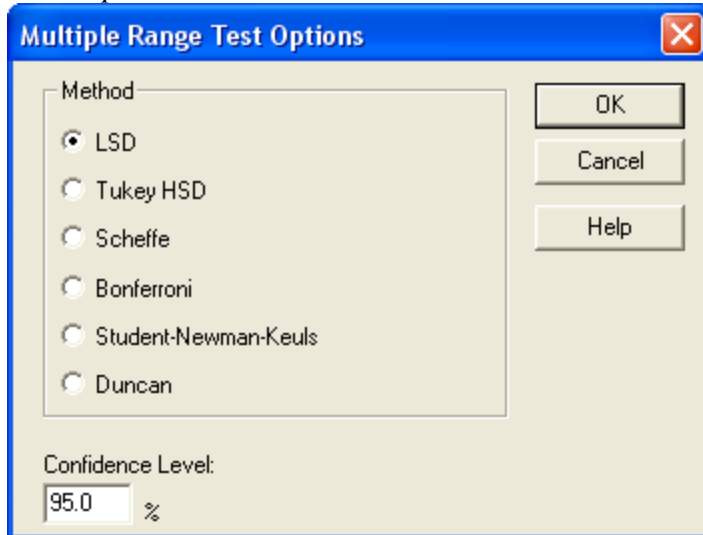 Multiple Range Test Options
Method
LSD
Tukey HSD
Scheffe
Bonferroni
Student-Newman-Keuls
Duncan
OK
Cancel
Help
Confidence Level:
95.0 %